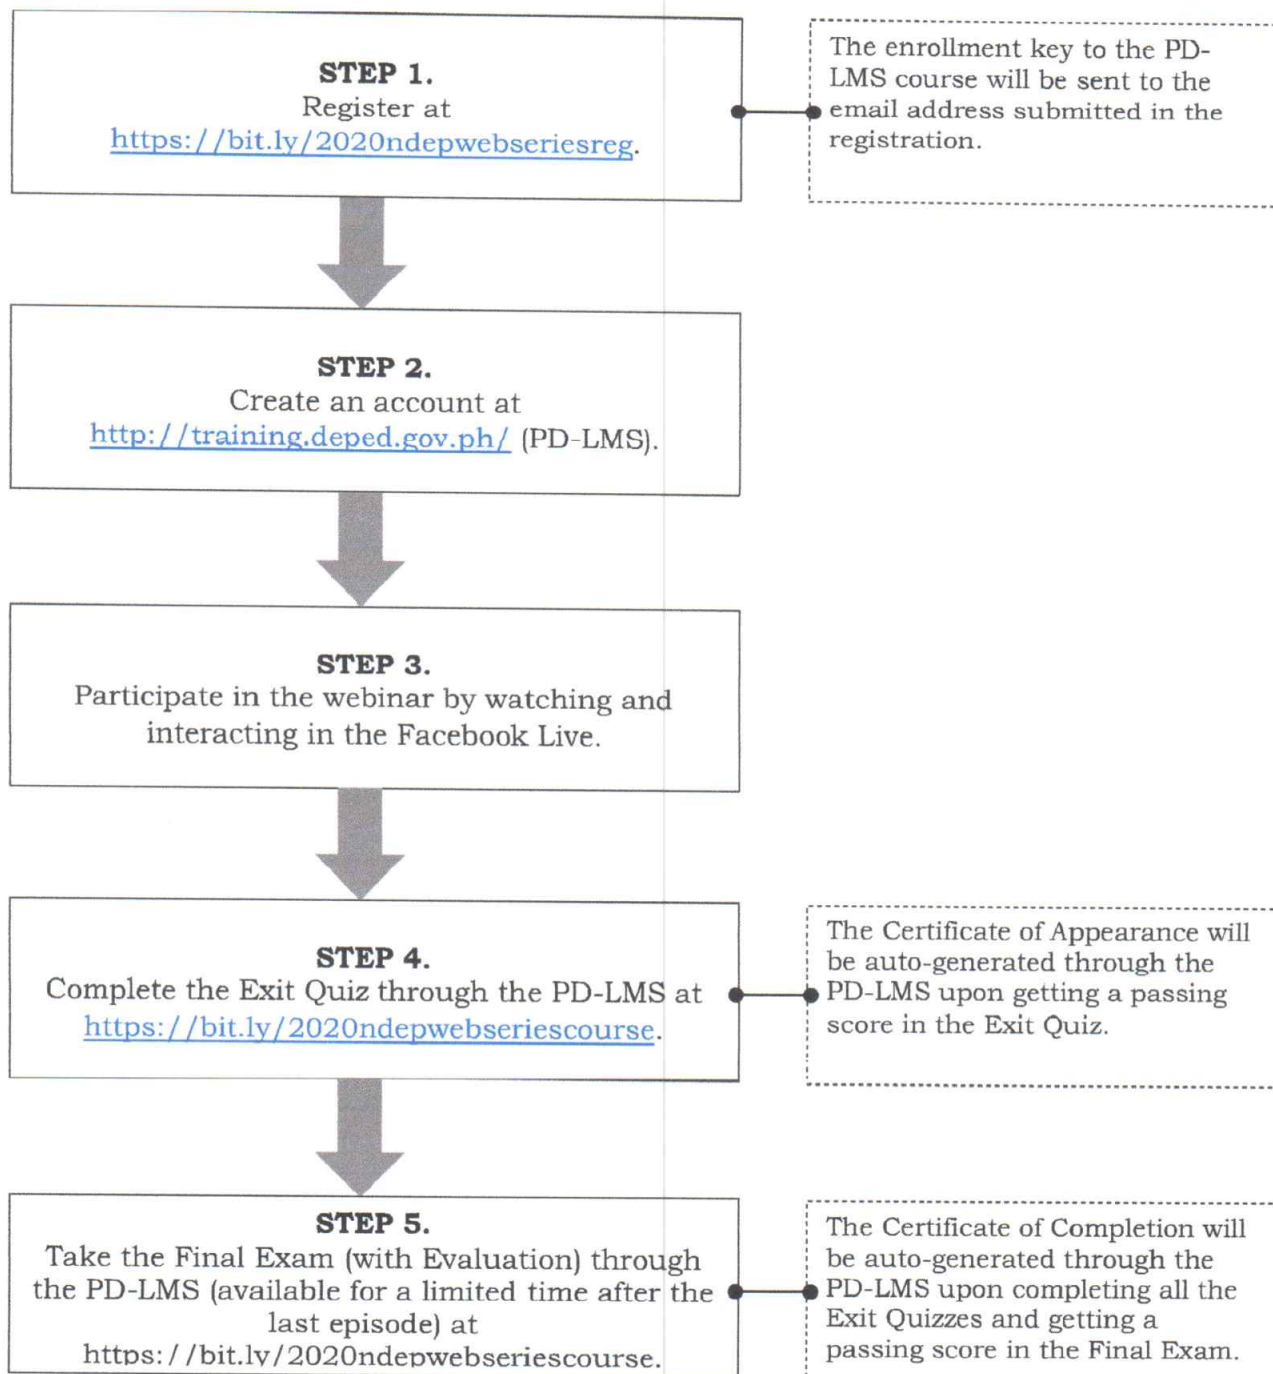 STEP 1.
Register at
https://bit.ly/2020ndepwebseriesreg.
The enrollment key to the PD-
LMS course will be sent to the
email address submitted in the
registration.
STEP 2.
Create an account at
http://training.deped.gov.ph/ (PD-LMS).
STEP 3.
Participate in the webinar by watching and
interacting in the Facebook Live.
STEP 4.
Complete the Exit Quiz through the PD-LMS at
https://bit.ly/2020ndepwebseriescourse.
The Certificate of Appearance will
be auto-generated through the
PD-LMS upon getting a passing
score in the Exit Quiz.
STEP 5.
Take the Final Exam (with Evaluation) through
the PD-LMS (available for a limited time after the
last episode) at
https://bit.ly/2020ndepwebseriescourse.
The Certificate of Completion will
be auto-generated through the
PD-LMS upon completing all the
Exit Quizzes and getting a
passing score in the Final Exam.